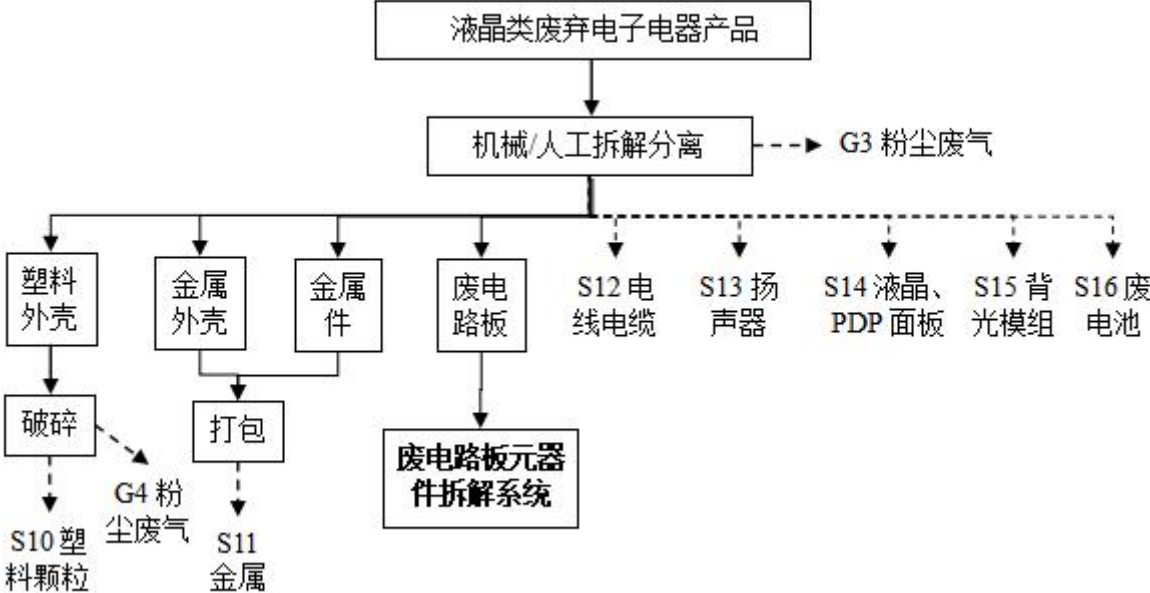 液晶类废弃电子电器产品
机械/人工拆解分离
G3 粉尘废气
塑料
外壳
金属
外壳
金属
件
废电
路板
S12 电
线电缆
S13 扬
声器
S14 液晶、
PDP 面板
S15 背
光模组
S16 废
电池
破碎
打包
废电路板元器
件拆解系统
G4 粉
尘废气
S10 塑
料颗粒
S11
金属